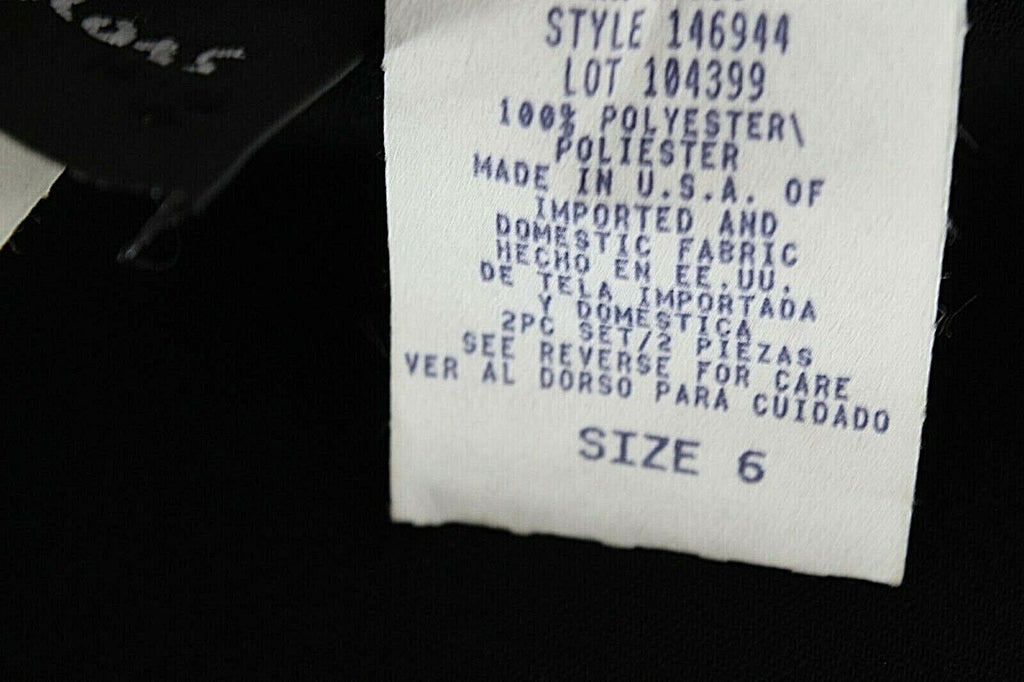 STYLE 146944
LOT 104399
100% POLYESTER\
POLIESTER
MADE IN U.S.A. OF
IMPORTED AND
DOMESTIC FABRIC
HECHO EN EE.UU.
DE TELA IMPORTADA
Y DOMESTICA
2PC SET/2 PIEZAS
SEE REVERSE FOR CARE
VER AL DORSO PARA CUIDADO
SIZE 6